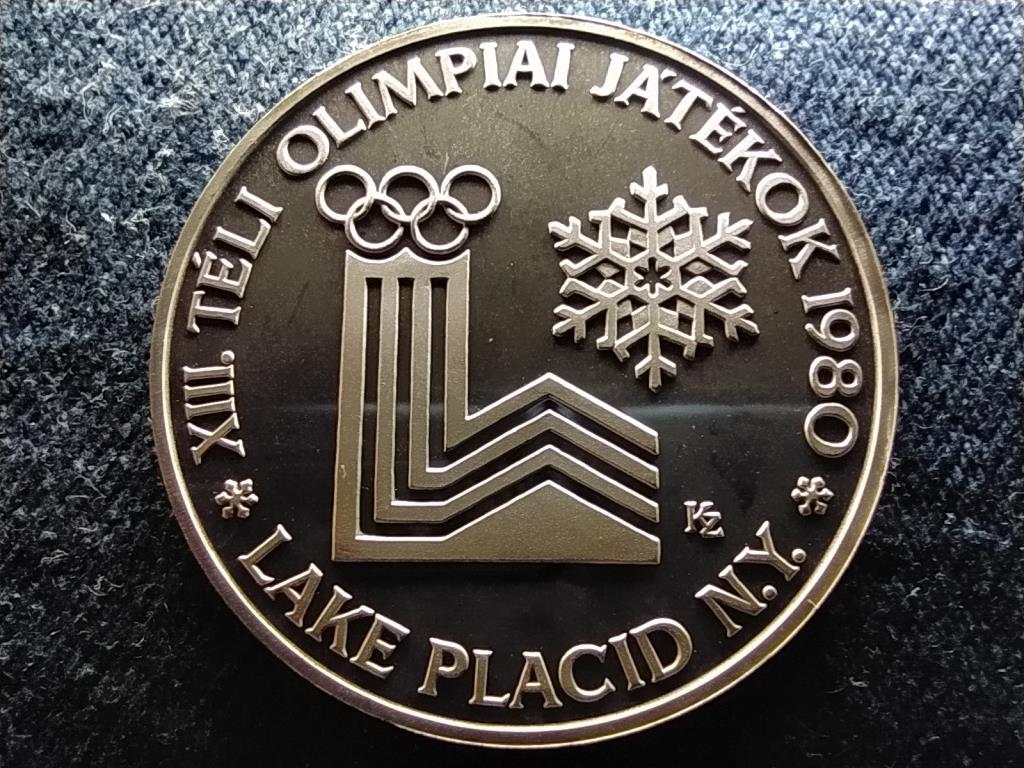 XIII. TÉLI OLIMPIAI JÁTÉKOK 1980
LAKE PLACID N.Y.
KZ